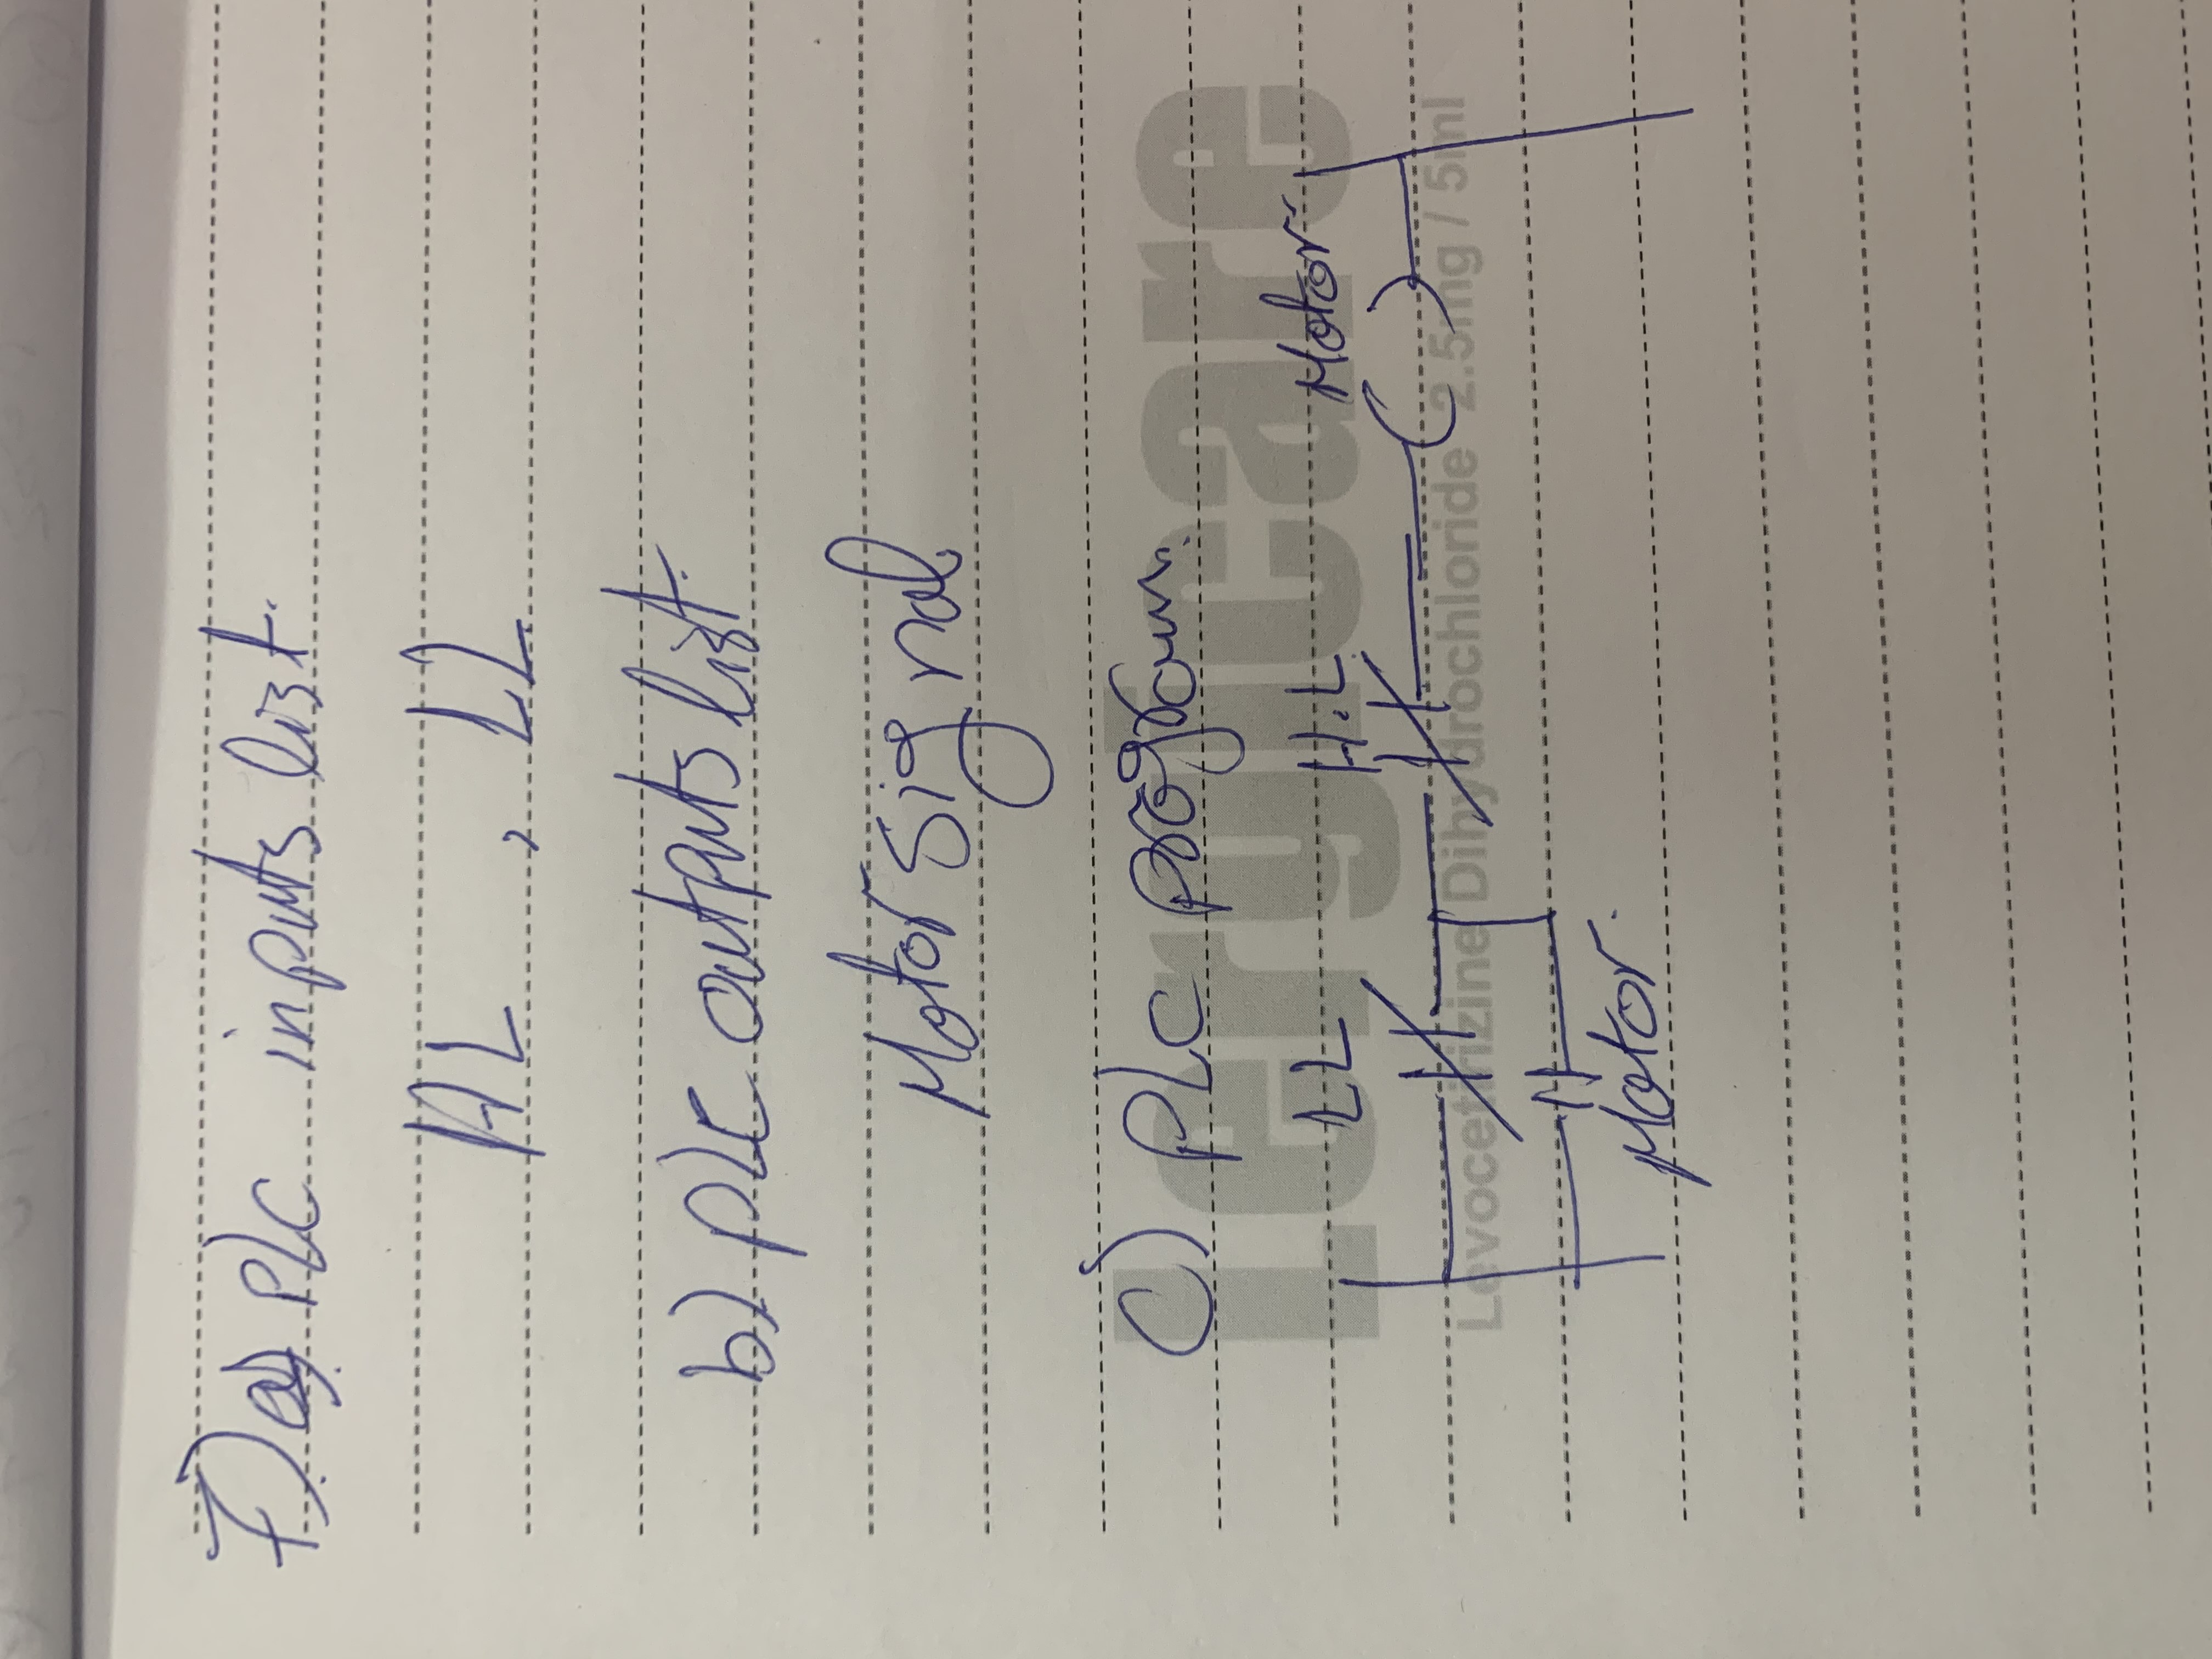 7) a) PLC inputs list.
HL , LL
b) PLC outputs list.
Motor signal
c) PLC program.
LL H.L Motor
Motor.
Lergicare
Levocetirizine Dihydrochloride 2.5mg / 5ml